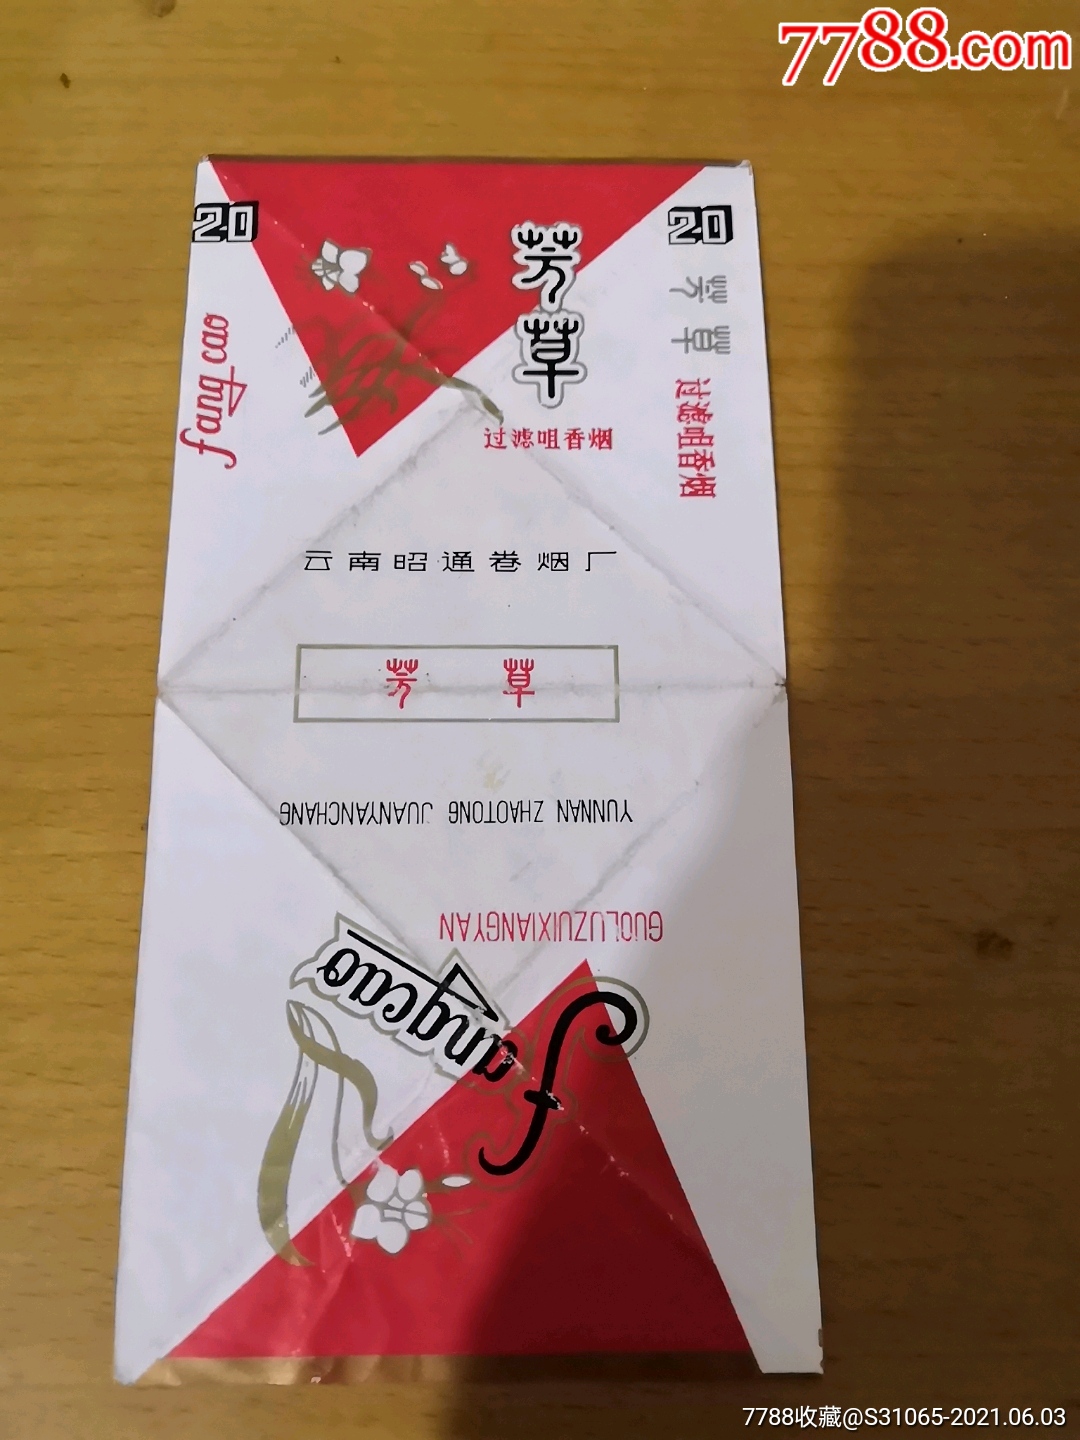 7788.com
20
20
fang cao
芳草
芳草
过滤咀香烟
过滤咀香烟
云南昭通卷烟厂
芳 草
YUNNAN ZHAOTONG JUANYANCHANG
GUOLUZUIXIANGYAN
fangcao
7788收藏@S31065-2021.06.03